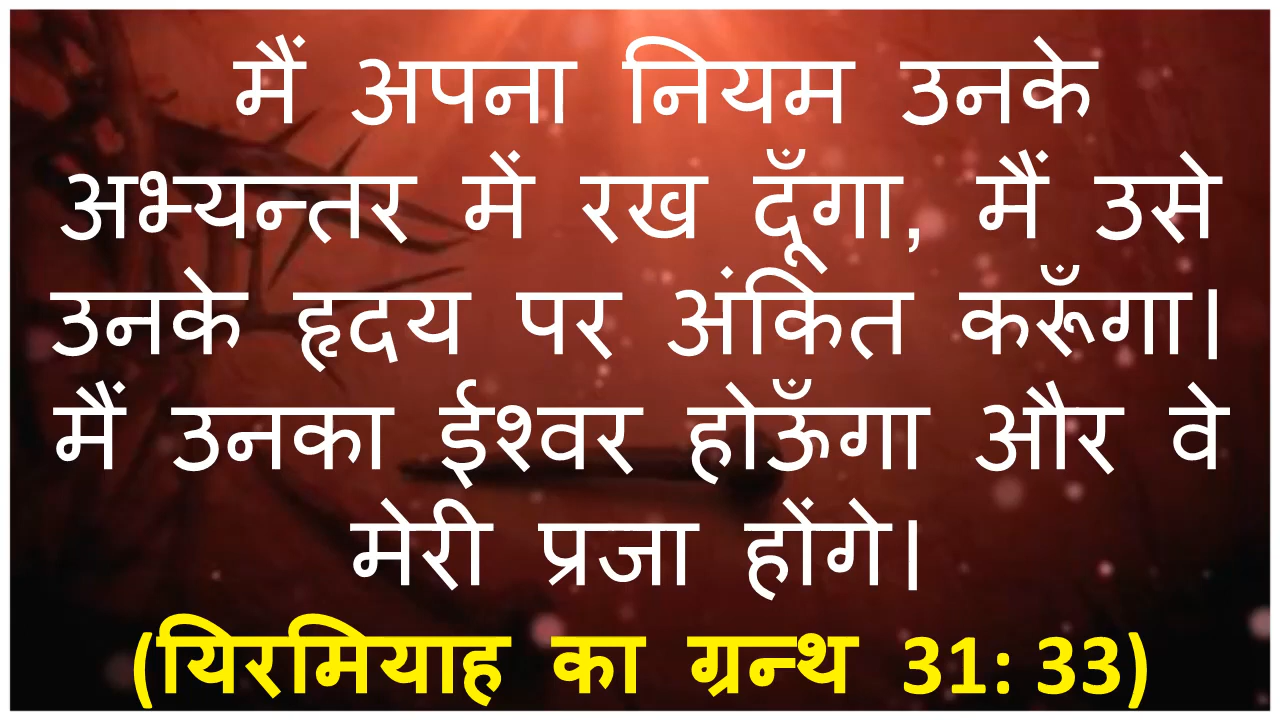 मैं अपना नियम उनके
अभ्यन्तर में रख दूँगा, मैं उसे
उनके हृदय पर अंकित करूँगा।
मैं उनका ईश्वर होऊँगा और वे
मेरी प्रजा होंगे।
(यिरमियाह का ग्रन्थ 31: 33)